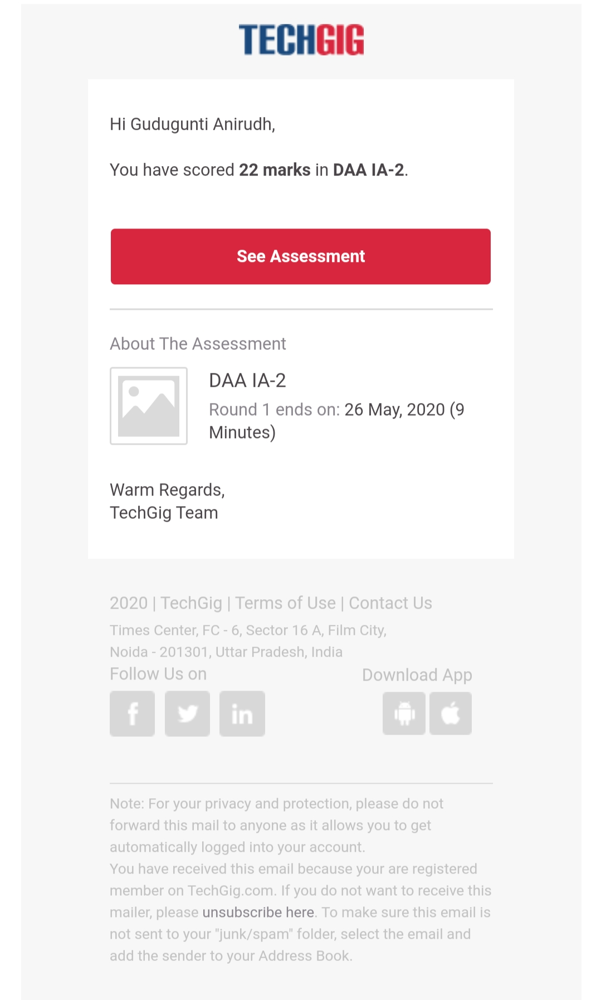 TECHGIG
Hi Gudugunti Anirudh,
You have scored 22 marks in DAA IA-2.
See Assessment
About The Assessment
DAA IA-2
Round 1 ends on: 26 May, 2020 (9
Minutes)
Warm Regards,
TechGig Team
2020 | TechGig | Terms of Use | Contact Us
Times Center, FC - 6, Sector 16 A, Film City,
Noida - 201301, Uttar Pradesh, India
Follow Us on
Download App
f
in
Note: For your privacy and protection, please do not
forward this mail to anyone as it allows you to get
automatically logged into your account.
You have received this email because your are registered
member on TechGig.com. If you do not want to receive this
mailer, please unsubscribe here. To make sure this email is
not sent to your "junk/spam" folder, select the email and
add the sender to your Address Book.